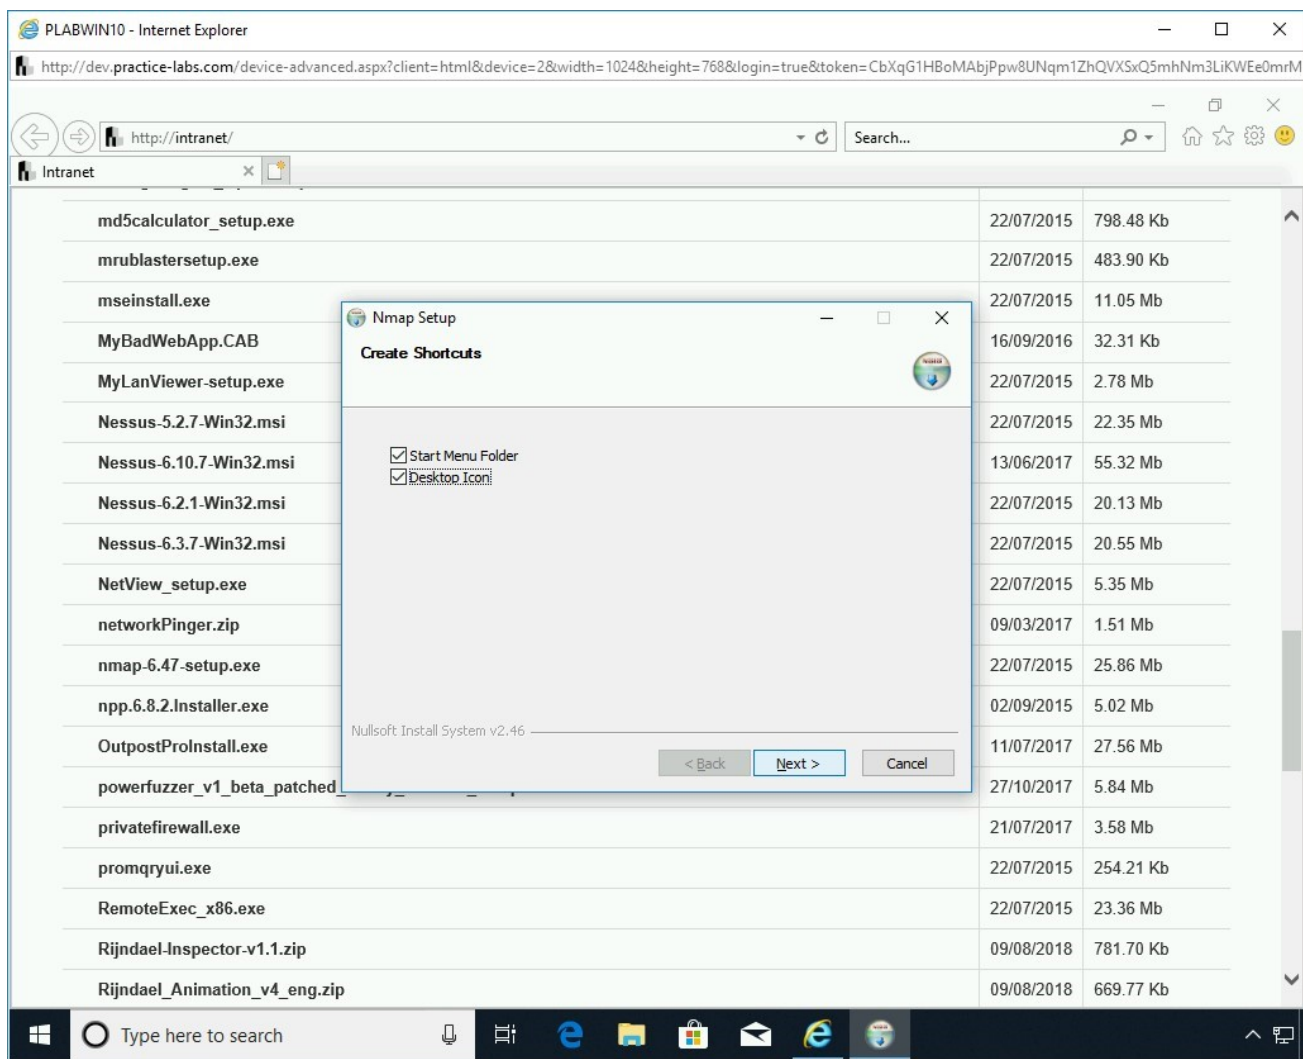 PLABWIN10 - Internet Explorer
http://dev.practice-labs.com/device-advanced.aspx?client=html&device=2&width=1024&height=768&login=true&token=CbXqG1HBoMAbjPpw8UNqm1ZhQVXSxQ5mhNm3LiKWEe0mrM
http://intranet/
Search...
Intranet
md5calculator_setup.exe 22/07/2015 798.48 Kb
mrublastersetup.exe 22/07/2015 483.90 Kb
mseinstall.exe 22/07/2015 11.05 Mb
MyBadWebApp.CAB 16/09/2016 32.31 Kb
MyLanViewer-setup.exe 22/07/2015 2.78 Mb
Nessus-5.2.7-Win32.msi 22/07/2015 22.35 Mb
Nessus-6.10.7-Win32.msi 13/06/2017 55.32 Mb
Nessus-6.2.1-Win32.msi 22/07/2015 20.13 Mb
Nessus-6.3.7-Win32.msi 22/07/2015 20.55 Mb
NetView_setup.exe 22/07/2015 5.35 Mb
networkPinger.zip 09/03/2017 1.51 Mb
nmap-6.47-setup.exe 22/07/2015 25.86 Mb
npp.6.8.2.Installer.exe 02/09/2015 5.02 Mb
OutpostProInstall.exe 11/07/2017 27.56 Mb
powerfuzzer_v1_beta_patched_ 27/10/2017 5.84 Mb
privatefirewall.exe 21/07/2017 3.58 Mb
promqryui.exe 22/07/2015 254.21 Kb
RemoteExec_x86.exe 22/07/2015 23.36 Mb
Rijndael-Inspector-v1.1.zip 09/08/2018 781.70 Kb
Rijndael_Animation_v4_eng.zip 09/08/2018 669.77 Kb
Nmap Setup
Create Shortcuts
Start Menu Folder
Desktop Icon
Nullsoft Install System v2.46
< Back Next > Cancel
Type here to search